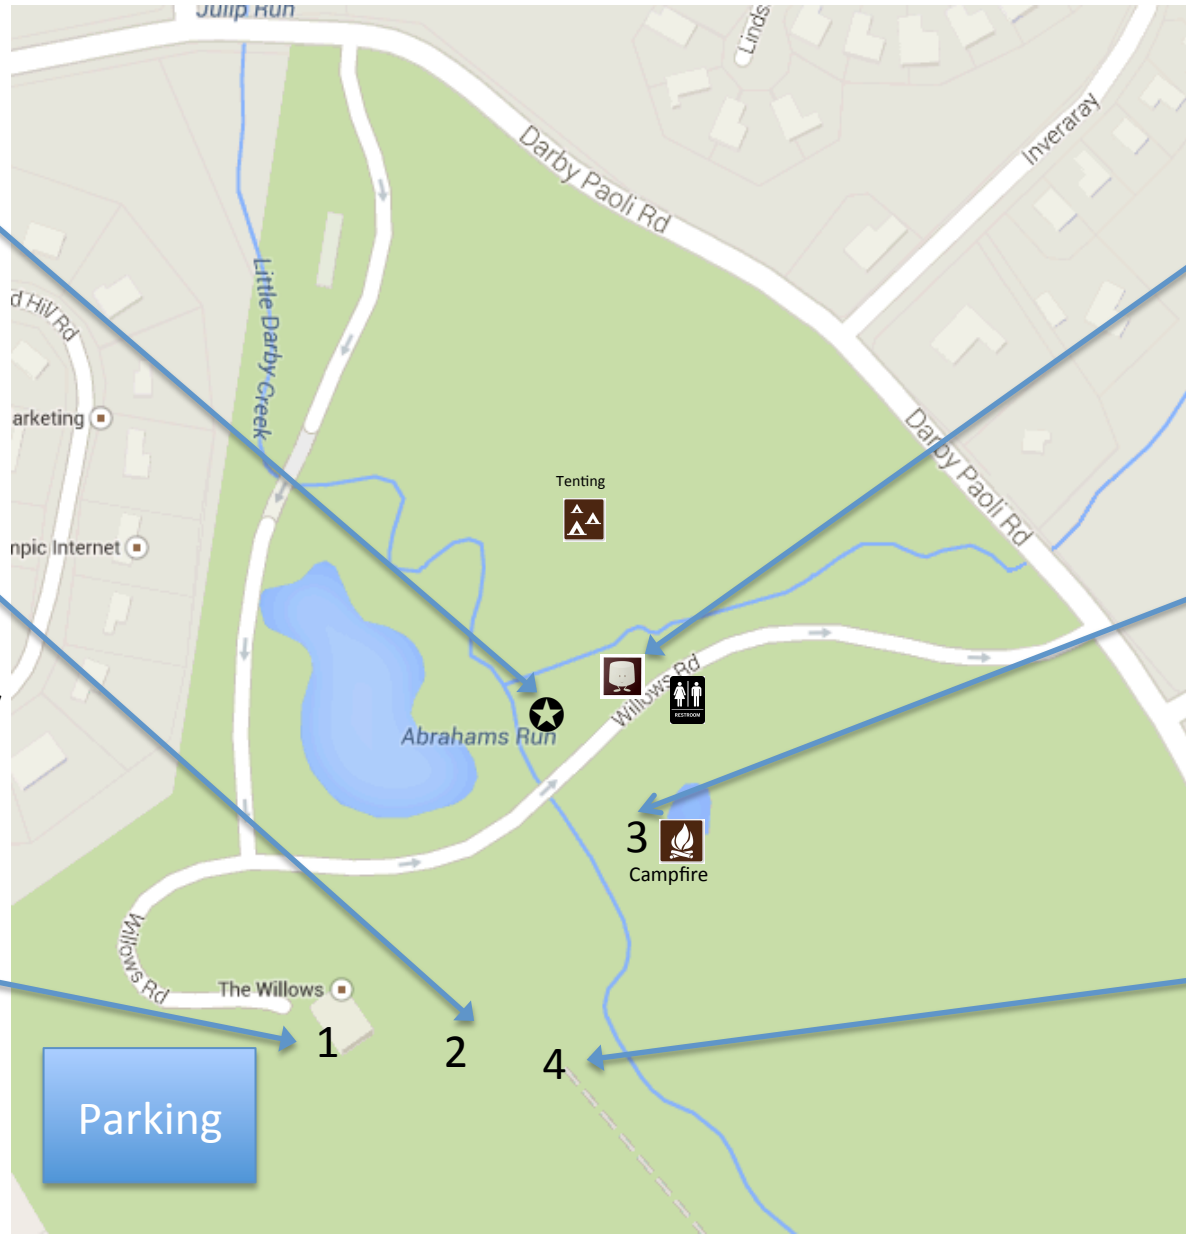 Julip Run
Linds
Darby Paoli Rd
Inveraray
Little Darby Creek
d Hill Rd
arketing
Darby Paoli Rd
Tenting
mpic Internet
Willows Rd
RESTROOM
Abrahams Run
3
Campfire
Willows Rd
The Willows
1
2
4
Parking